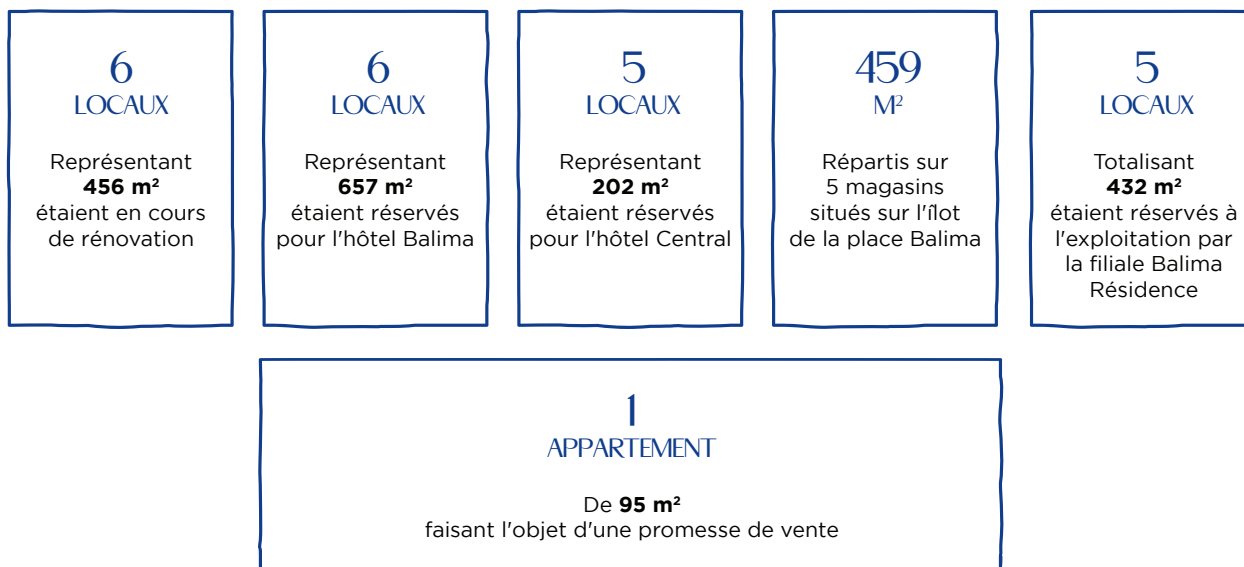 6
LOCAUX
Représentant
456 m²
étaient en cours
de rénovation
6
LOCAUX
Représentant
657 m²
étaient réservés
pour l'hôtel Balima
5
LOCAUX
Représentant
202 m²
étaient réservés
pour l'hôtel Central
459
M²
Répartis sur
5 magasins
situés sur l'îlot
de la place Balima
5
LOCAUX
Totalisant
432 m²
étaient réservés à
l'exploitation par
la filiale Balima
Résidence
1
APPARTEMENT
De 95 m²
faisant l'objet d'une promesse de vente